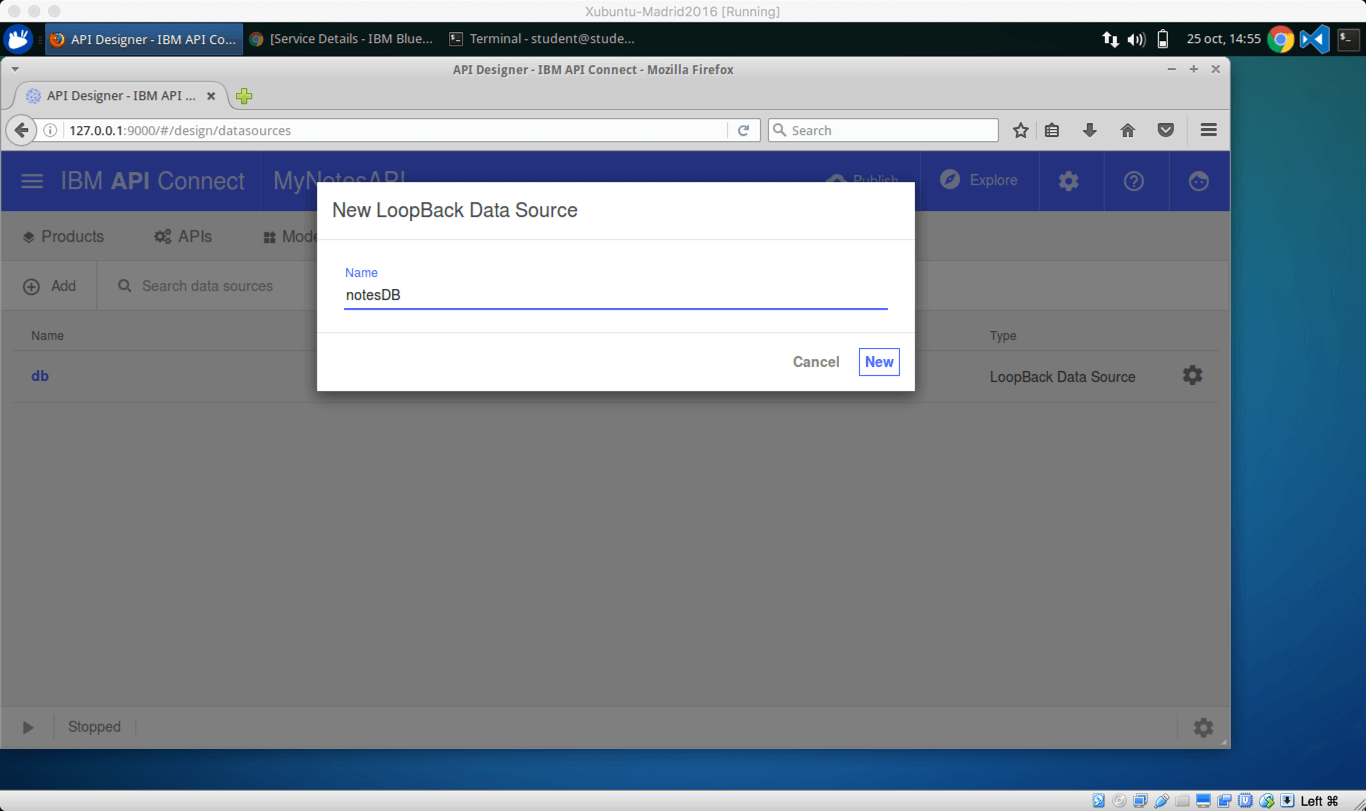 Xubuntu-Madrid2016 [Running]
API Designer - IBM API Co...
[Service Details - IBM Blue...
Terminal - student@stude...
25 oct, 14:55
API Designer - IBM API Connect - Mozilla Firefox
API Designer - IBM API ...
127.0.0.1:9000/#/design/datasources
Search
IBM API Connect
MyNotesAPI
Publish
Explore
New LoopBack Data Source
Products
APIs
Mode
Name
notesDB
Add
Search data sources
Name
Type
Cancel
New
db
LoopBack Data Source
Stopped
Left ⌘